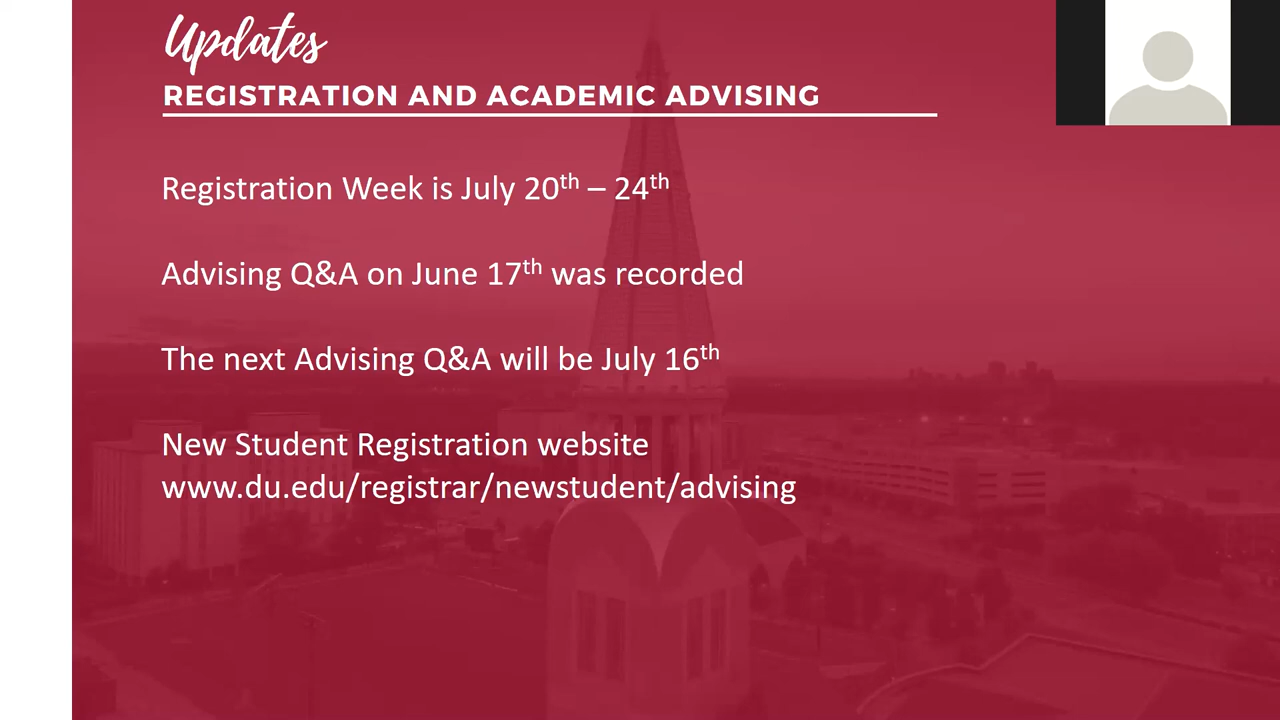 Updates
REGISTRATION AND ACADEMIC ADVISING
Registration Week is July 20th – 24th
Advising Q&A on June 17th was recorded
The next Advising Q&A will be July 16th
New Student Registration website
www.du.edu/registrar/newstudent/advising